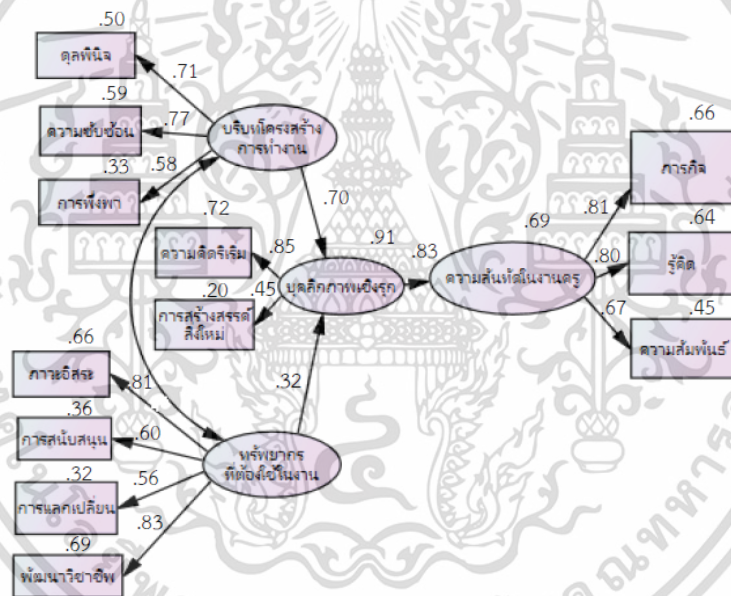 .50
ดุลพินิจ
.71
.59
ความซับซ้อน
.77
บริบทโครงสร้าง
การทำงาน
.33
การพึ่งพา
.58
.66
ภารกิจ
.70
.72
ความคิดริเริ่ม
.85
.91
บุคลิกภาพเชิงรุก
.83
.69
ความถนัดในงานครู
.81
.64
รู้คิด
.80
.20
การสร้างสรรค์
สิ่งใหม่
.45
.67
.45
ความสัมพันธ์
.66
ภาวะอิสระ
.81
.32
.36
การสนับสนุน
.60
ทรัพยากร
ที่ต้องใช้ในงาน
.32
การแลกเปลี่ยน
.56
.83
.69
พัฒนาวิชาชีพ